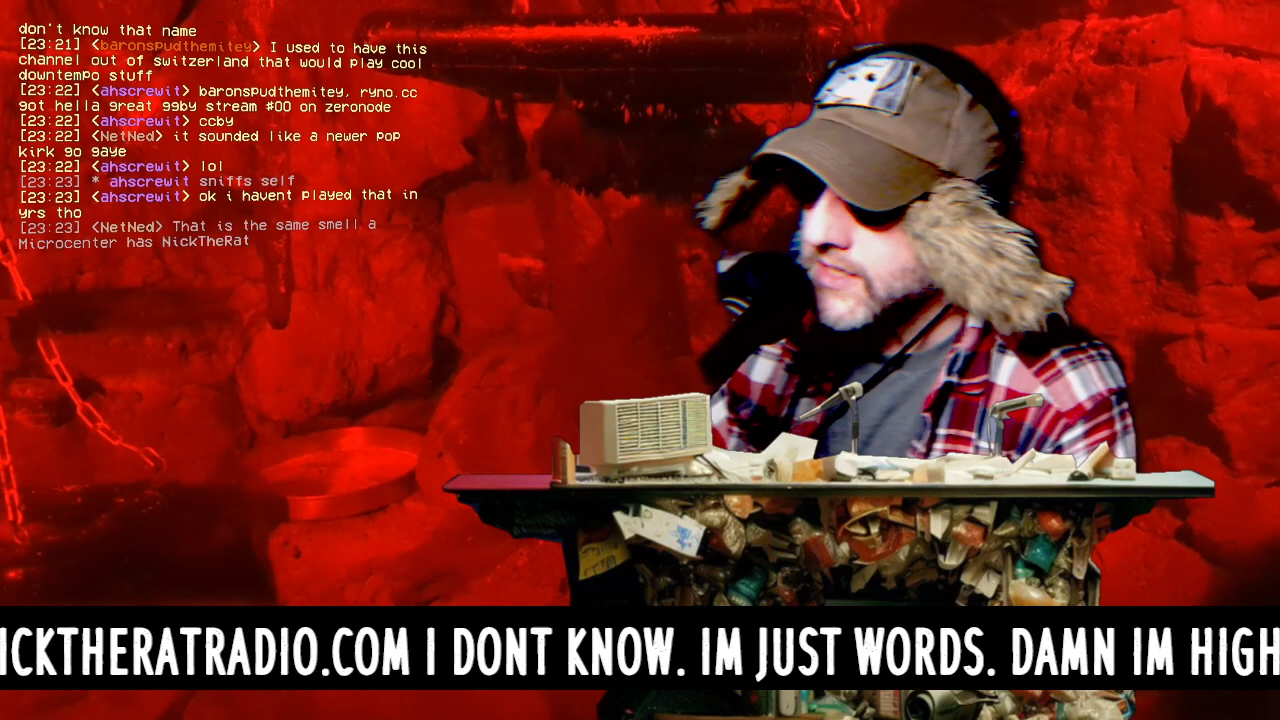 don't know that name
[23:21] <baronspudthemitey> I used to have this
channel out of switzerland that would play cool
downtempo stuff
[23:22] <ahscrewit> baronspudthemitey, ryno.cc
got hella great ggby stream #00 on zeronode
[23:22] <ahscrewit> ccby
[23:22] <NetNed> it sounded like a newer pop
kirk go gaye
[23:22] <ahscrewit> lol
[23:23] * ahscrewit sniffs self
[23:23] <ahscrewit> ok i havent played that in
yrs tho
[23:23] <NetNed> That is the same smell a
Microcenter has NickTheRat
ICKTHERATRADIO.COM I DONT KNOW. IM JUST WORDS. DAMN IM HIGH